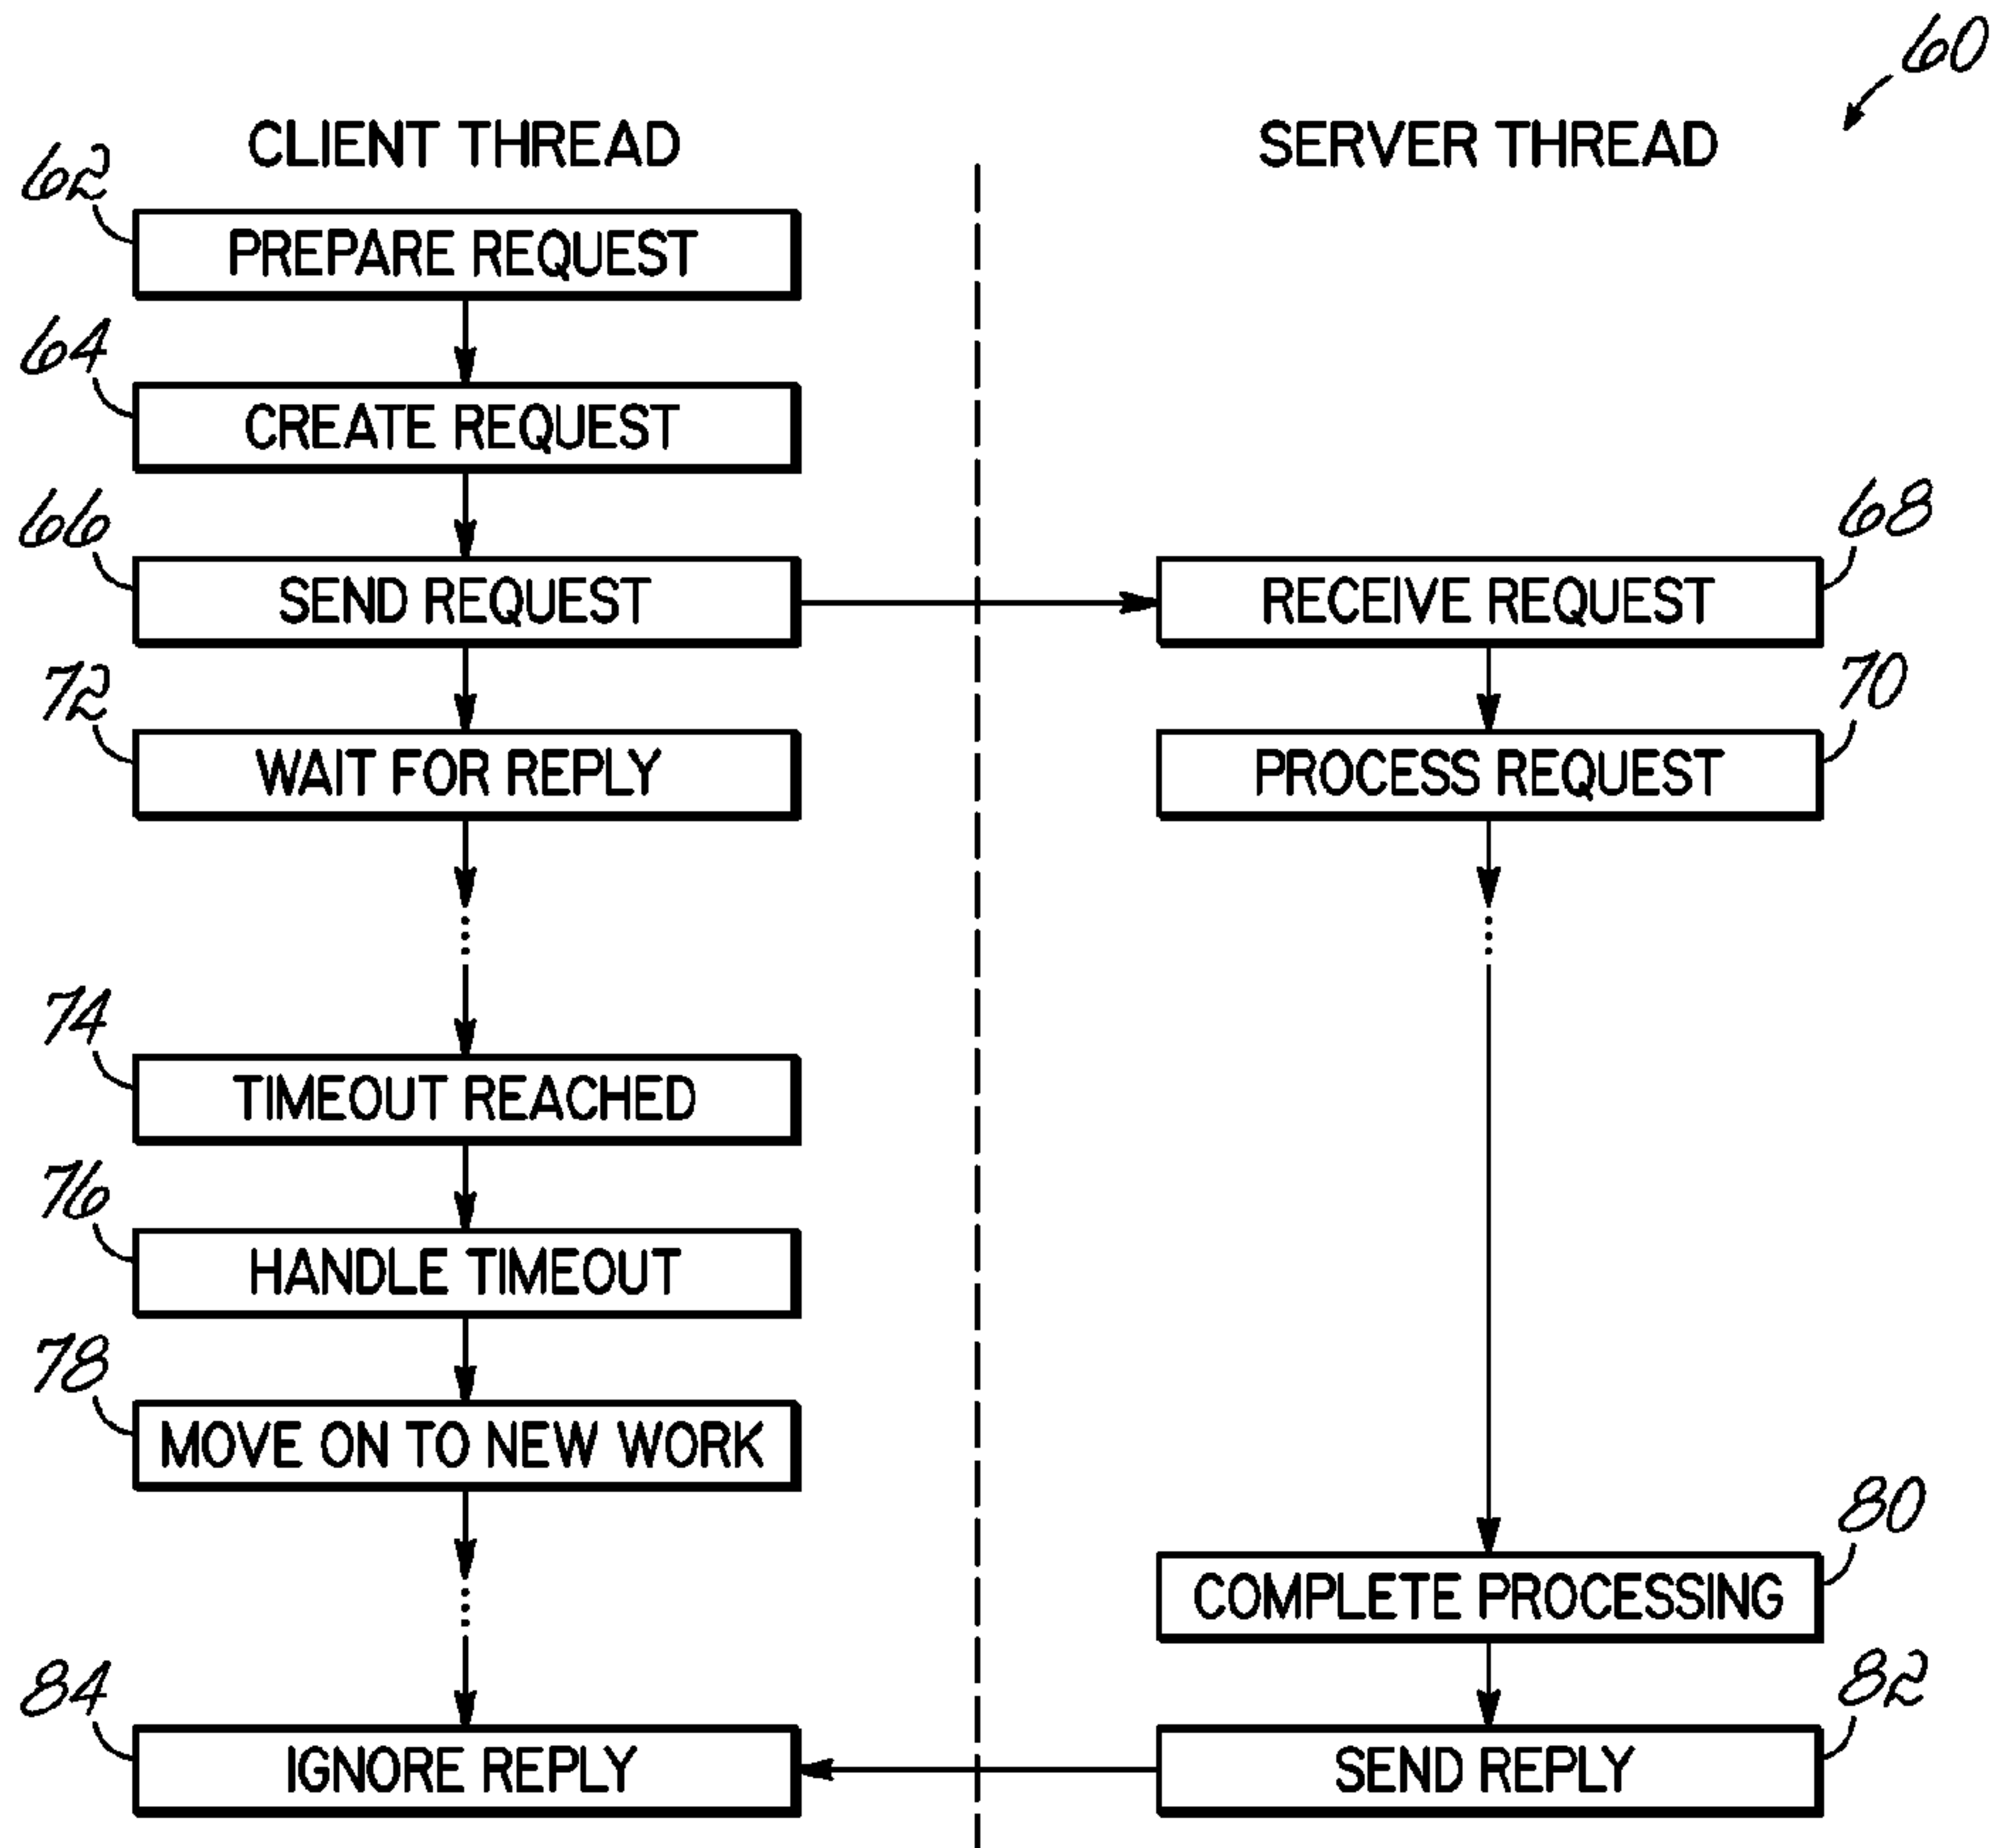 60
CLIENT THREAD
SERVER THREAD
62
PREPARE REQUEST
64
CREATE REQUEST
66
SEND REQUEST
68
RECEIVE REQUEST
72
WAIT FOR REPLY
70
PROCESS REQUEST
74
TIMEOUT REACHED
76
HANDLE TIMEOUT
78
MOVE ON TO NEW WORK
80
COMPLETE PROCESSING
84
IGNORE REPLY
82
SEND REPLY